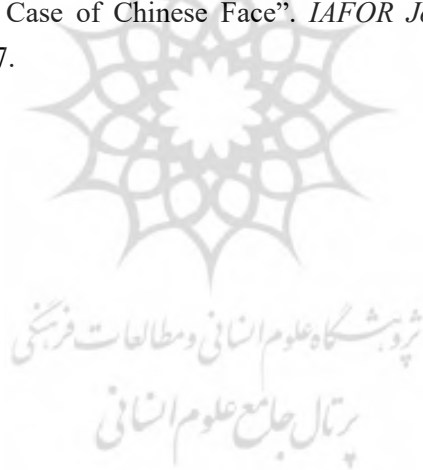 Case of Chinese Face”. IAFOR Jo
7.
پژوهشگاه علوم انسانی و مطالعات فرهنگی
پرتال جامع علوم انسانی